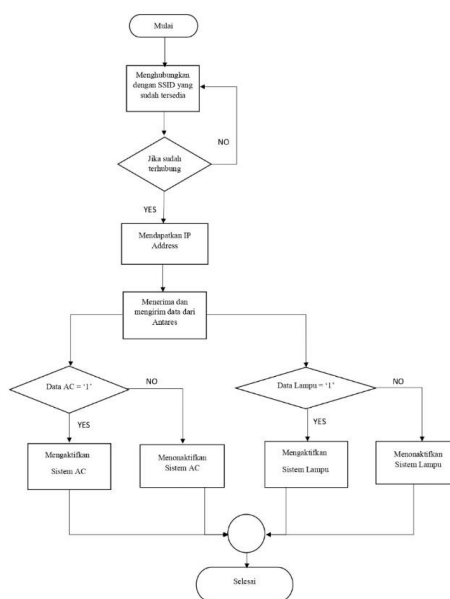 Mulai
Menghubungkan
dengan SSID yang
sudah tersedia
NO
Jika sudah
terhubung
YES
Mendapatkan IP
Address
Menerima dan
mengirim data dari
Antares
Data AC = ‘1’
NO
Data Lampu = ‘1’
NO
YES
YES
Mengaktifkan
Sistem AC
Menonaktifkan
Sistem AC
Mengaktifkan
Sistem Lampu
Menonaktifkan
Sistem Lampu
Selesai